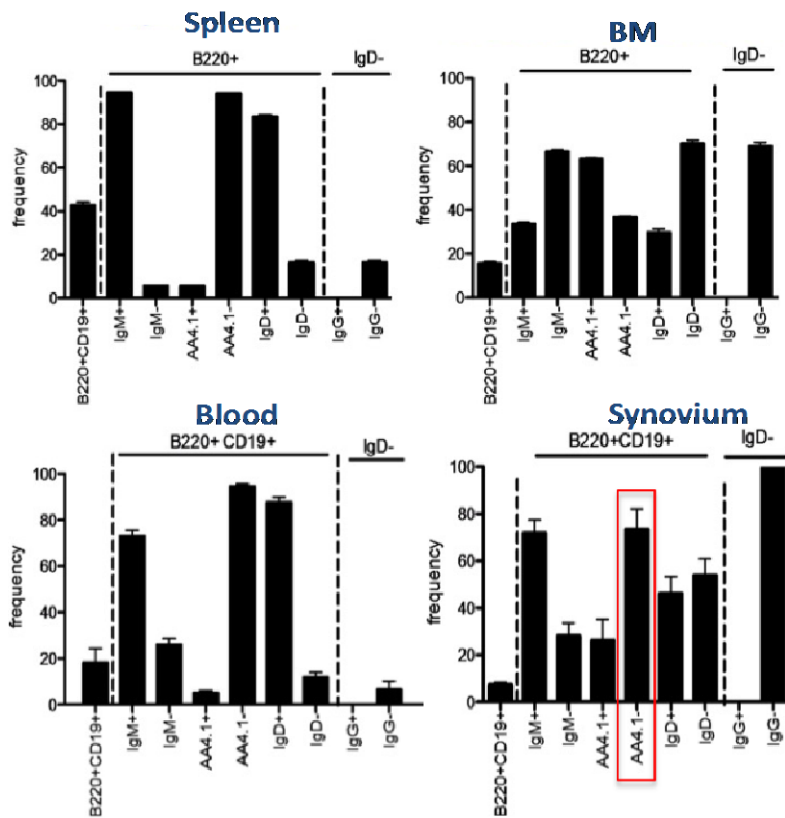 Spleen
B220+
IgD-
frequency
100
80
60
40
20
0
B220+CD19+
IgM+
IgM-
AA4.1+
AA4.1-
IgD+
IgD-
IgG+
IgG-
BM
B220+
IgD-
frequency
100
80
60
40
20
0
B220+CD19+
IgM+
IgM-
AA4.1+
AA4.1-
IgD+
IgD-
IgG+
IgG-
Blood
B220+ CD19+
IgD-
frequency
100
80
60
40
20
0
B220+CD19+
IgM+
IgM-
AA4.1+
AA4.1-
IgD+
IgD-
IgG+
IgG-
Synovium
B220+CD19+
IgD-
frequency
100
80
60
40
20
0
B220+CD19+
IgM+
IgM-
AA4.1+
AA4.1-
IgD+
IgD-
IgG+
IgG-